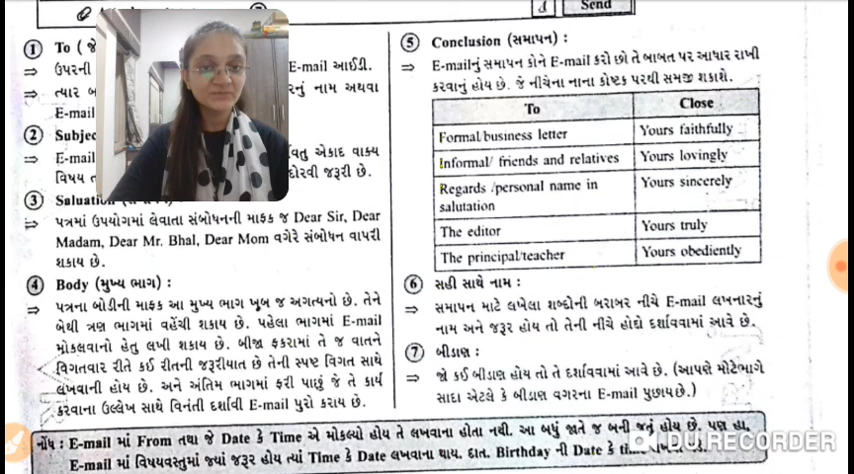 Send
① To ( જે
⇒ ઉપરની E-mail આઈડી.
⇒ ત્યાર બ રનું નામ અથવા
E-mail
② Subjec
⇒ E-mail ર્વિતુ એકાદ વાક્ય
વિષય ત દોરવી જરૂરી છે.
③ Saluation
⇒ પત્રમાં ઉપયોગમાં લેવાતા સંબોધનની માફક જ Dear Sir, Dear
Madam, Dear Mr. Bhal, Dear Mom વગેરે સંબોધન વાપરી
શકાય છે.
④ Body (મુખ્ય ભાગ) :
⇒ પત્રના બોડીની માફક આ મુખ્ય ભાગ ખૂબ જ અગત્યનો છે. તેને
બેથી ત્રણ ભાગમાં વહેંચી શકાય છે. પહેલા ભાગમાં E-mail
મોકલવાનો હેતુ લખી શકાય છે. બીજા ફકરામાં તે જ વાતને
વિગતવાર રીતે કઈ રીતની જરૂરીયાત છે તેની સ્પષ્ટ વિગત સાથે
લખવાની હોય છે. અને અંતિમ ભાગમાં ફરી પાછું જે તે કાર્ય
કરવાના ઉલ્લેખ સાથે વિનંતી દર્શાવી E-mail પુરો કરાય છે.
⑤ Conclusion (સમાપન) :
⇒ E-mailનું સમાપન કોને E-mail કરો છો તે બાબત પર આધાર રાખી
કરવાનું હોય છે. જે નીચેના નાના કોષ્ટક પરથી સમજી શકાશે.
To Close
Formal/business letter Yours faithfully
Informal/ friends and relatives Yours lovingly
Regards /personal name in Yours sincerely
salutation
The editor Yours truly
The principal/teacher Yours obediently
⑥ સહી સાથે નામ :
⇒ સમાપન માટે લખેલા શબ્દોની બરાબર નીચે E-mail લખનારનું
નામ અને જરૂર હોય તો તેની નીચે હોદ્દો દર્શાવવામાં આવે છે.
⑦ બીડાણ :
⇒ જો કઈ બીડાણ હોય તો તે દર્શાવવામાં આવે છે. (આપણે મોટેભાગે
સાદા એટલે કે બીડાણ વગરના E-mail પુછાય છે.)
નોંધ : E-mail માં From તથા જે Date કે Time એ મોકલ્યો હોય તે લખવાના હોતા નથી. આ બધું જાતે જ બની જતું હોય છે. પણ હા,
E-mail માં વિષયવસ્તુમાં જ્યાં જરૂર હોય ત્યાં Time કે Date લખવાના થાય. દાત. Birthday ની Date કે time
DU RECORDER